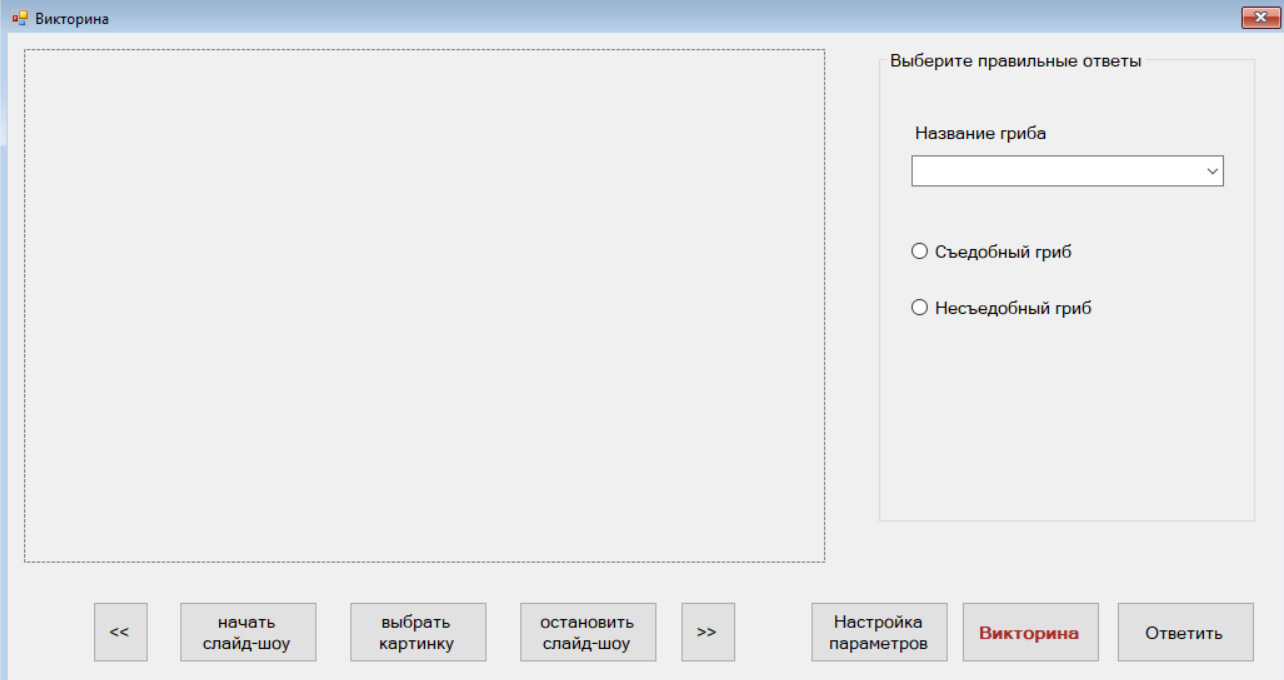 Викторина
Выберите правильные ответы
Название гриба
Съедобный гриб
Несъедобный гриб
<<
начать
слайд-шоу
выбрать
картинку
остановить
слайд-шоу
>>
Настройка
параметров
Викторина
Ответить